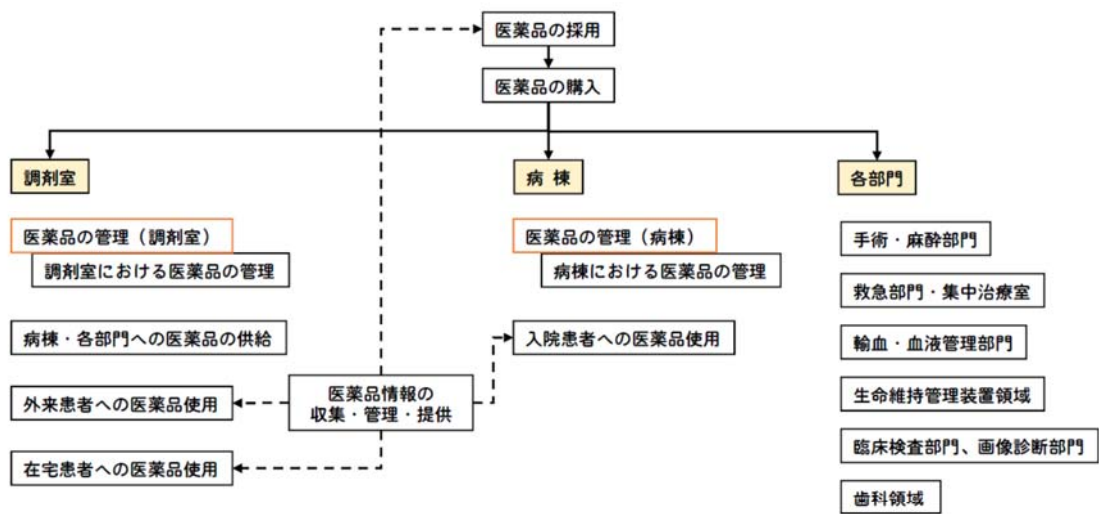 医薬品の採用
医薬品の購入
調剤室
病 棟
各部門
医薬品の管理（調剤室）
調剤室における医薬品の管理
医薬品の管理（病棟）
病棟における医薬品の管理
手術・麻酔部門
救急部門・集中治療室
病棟・各部門への医薬品の供給
入院患者への医薬品使用
輸血・血液管理部門
外来患者への医薬品使用
医薬品情報の
収集・管理・提供
生命維持管理装置領域
在宅患者への医薬品使用
臨床検査部門、画像診断部門
歯科領域